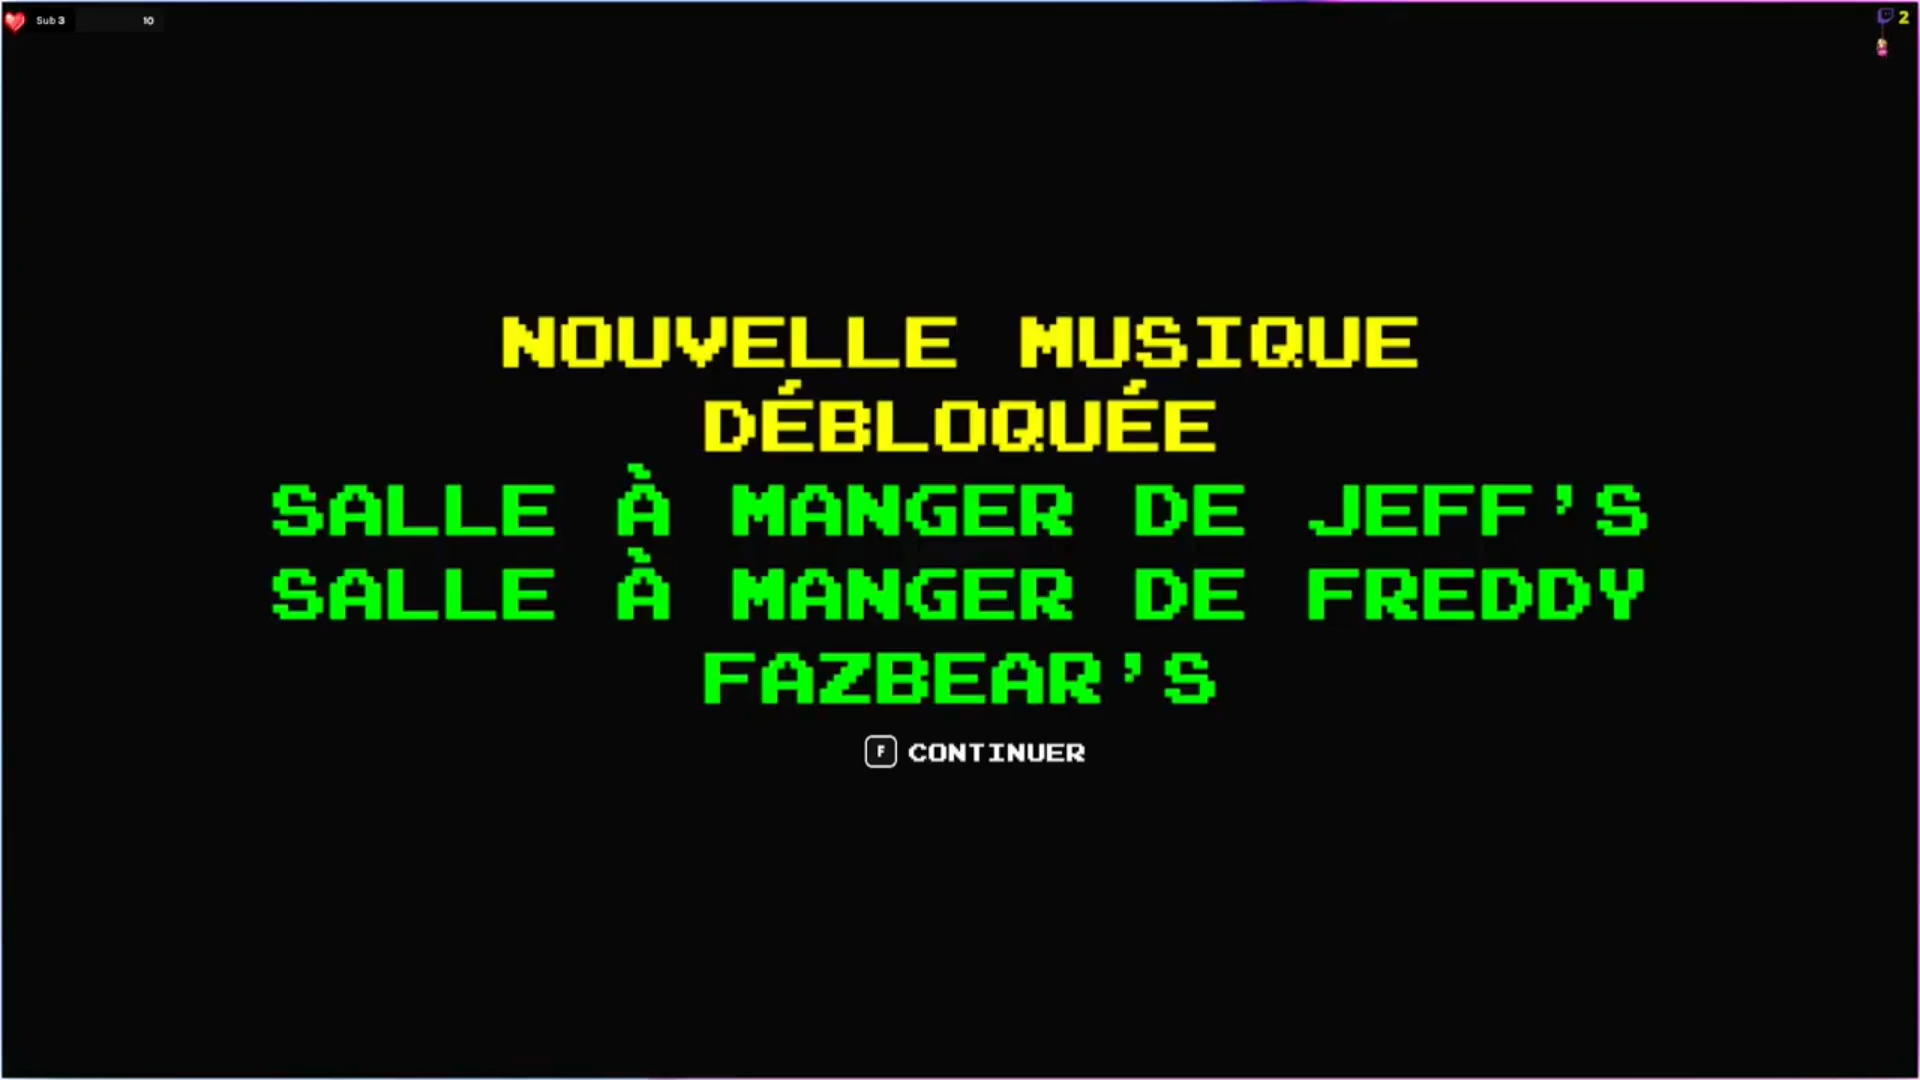 Sub 3 10
2
NOUVELLE MUSIQUE
DÉBLOQUÉE
SALLE À MANGER DE JEFF'S
SALLE À MANGER DE FREDDY
FAZBEAR'S
F CONTINUER